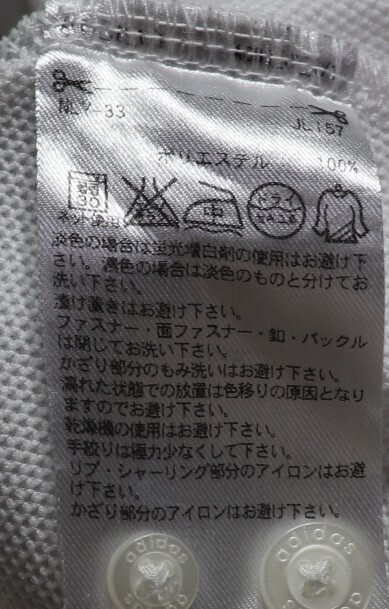 JL157
ポリエステル 100%
弱
30
中
ドライ
ネット使用
淡色の場合は蛍光増白剤の使用はお避け下
さい。濃色の場合は淡色のものと分けてお
洗い下さい。
漬け置きはお避け下さい。
ファスナー・面ファスナー・釦・バックル
は閉じてお洗い下さい。
かざり部分のもみ洗いはお避け下さい。
濡れた状態での放置は色移りの原因となり
ますのでお避け下さい。
乾燥機の使用はお避け下さい。
手絞りは極力少なくして下さい。
リブ・シャーリング部分のアイロンはお避
け下さい。
かざり部分のアイロンはお避け下さい。
adidas
adidas